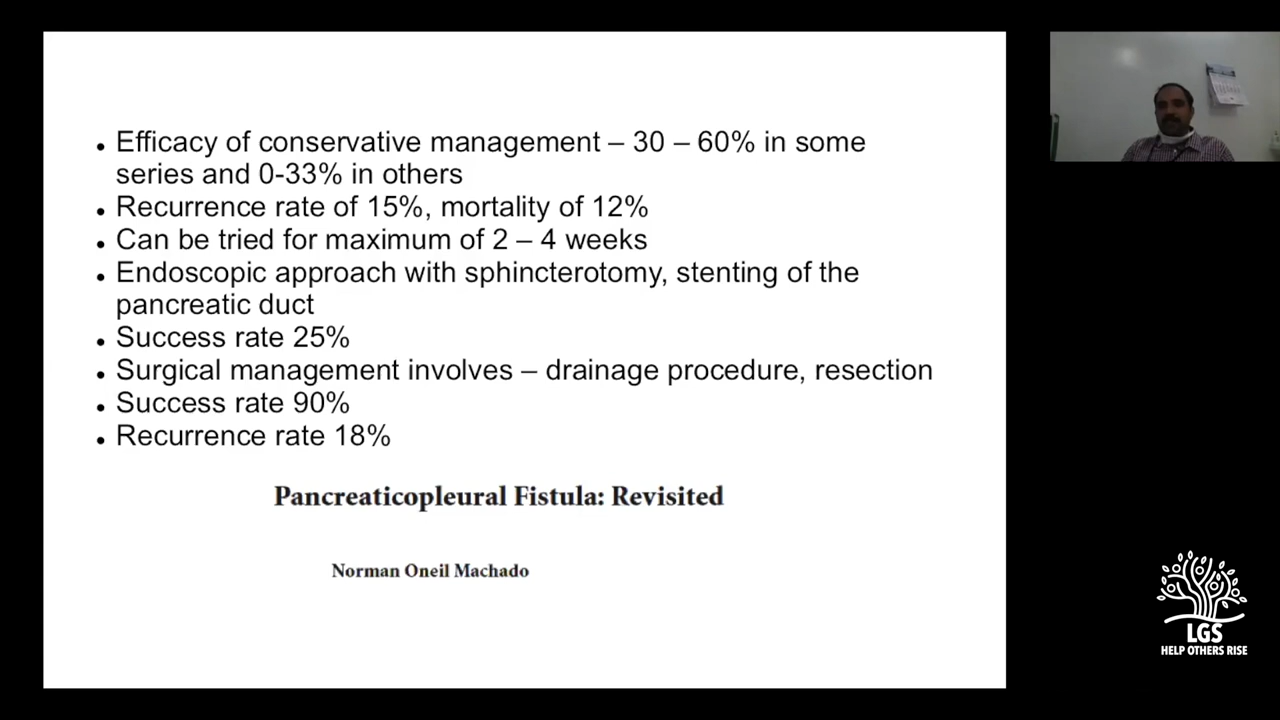 • Efficacy of conservative management – 30 – 60% in some
series and 0-33% in others
• Recurrence rate of 15%, mortality of 12%
• Can be tried for maximum of 2 – 4 weeks
• Endoscopic approach with sphincterotomy, stenting of the
pancreatic duct
• Success rate 25%
• Surgical management involves – drainage procedure, resection
• Success rate 90%
• Recurrence rate 18%
Pancreaticopleural Fistula: Revisited
Norman Oneil Machado
LGS
HELP OTHERS RISE